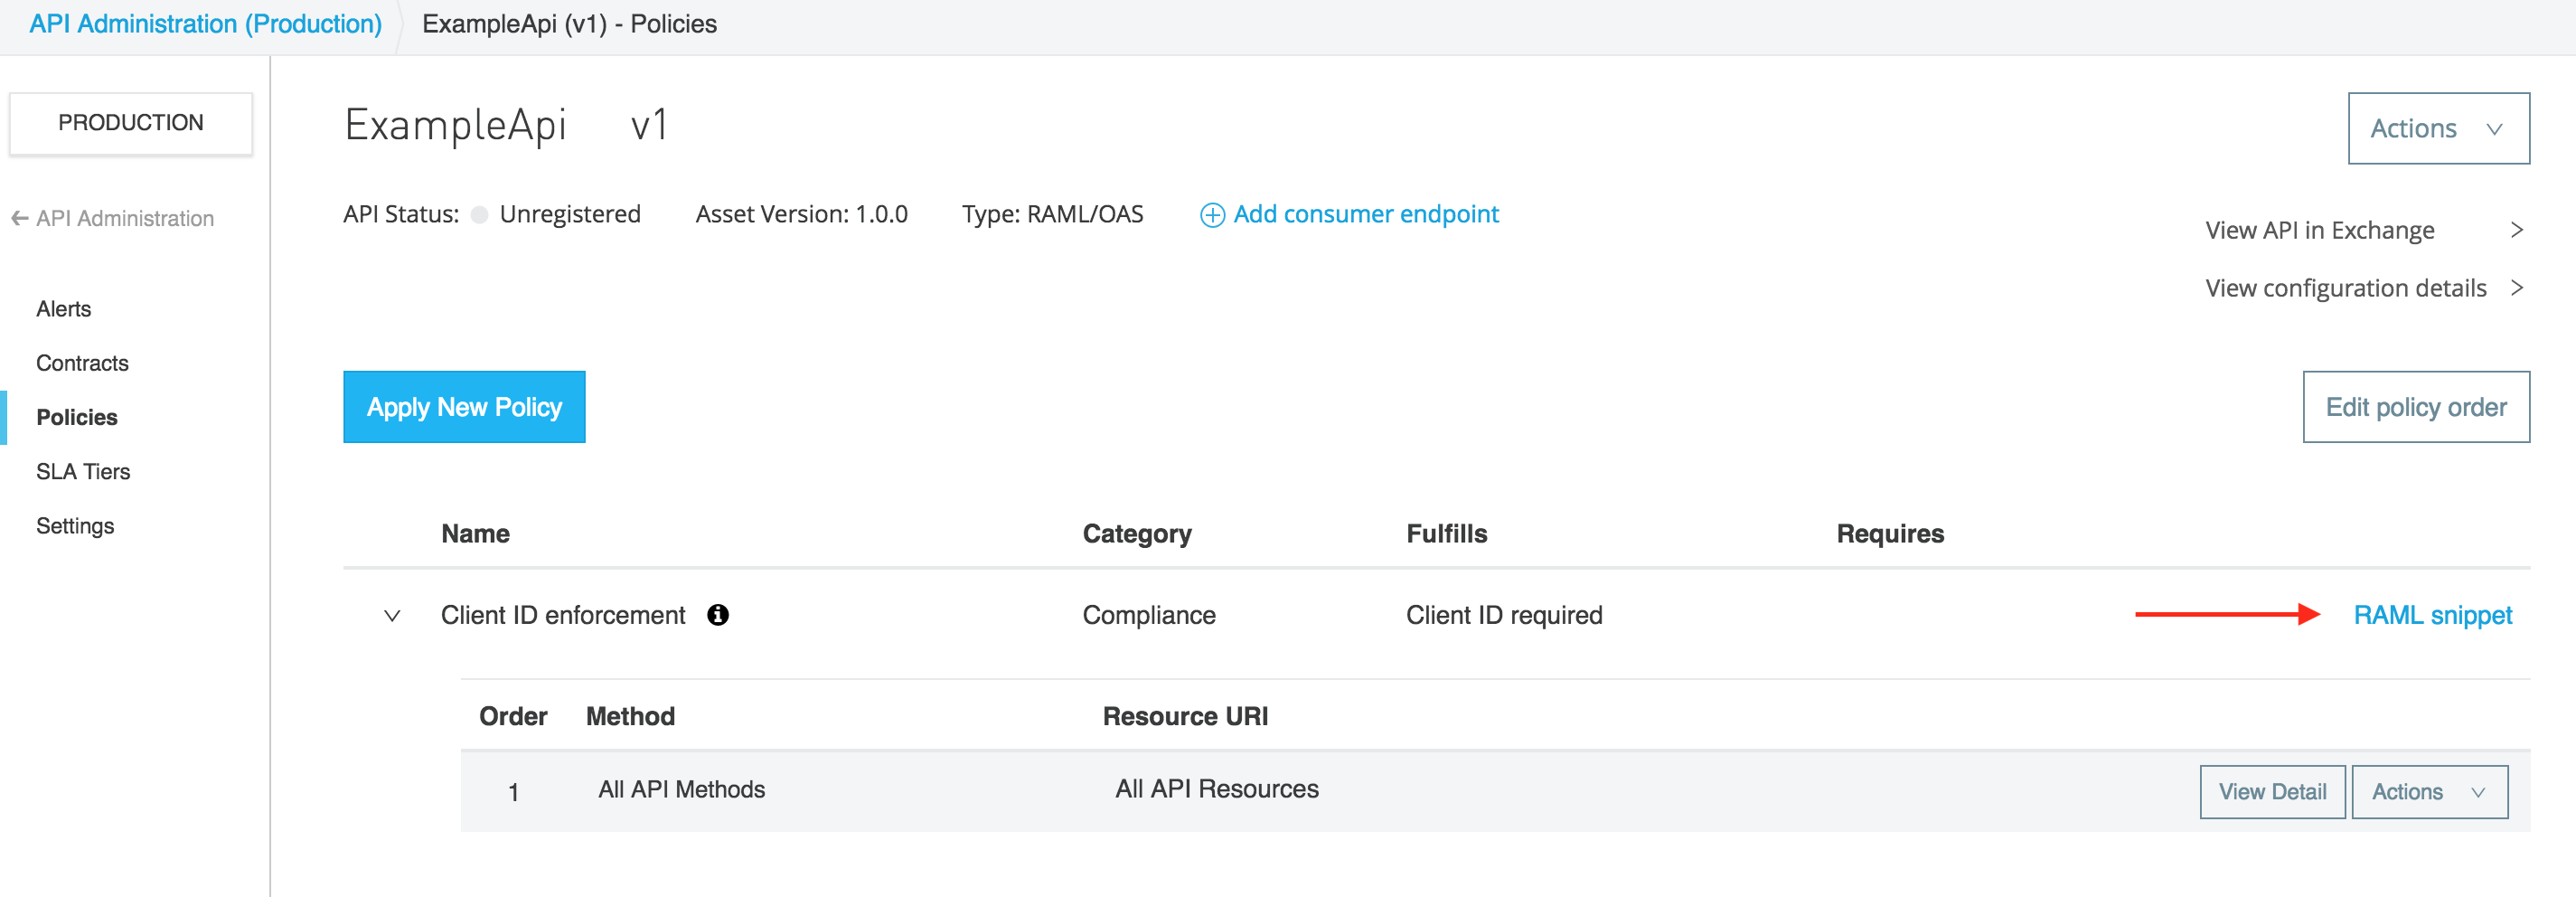 API Administration (Production) ExampleApi (v1) - Policies
PRODUCTION
API Administration
Alerts
Contracts
Policies
SLA Tiers
Settings
ExampleApi v1
Actions
API Status: Unregistered Asset Version: 1.0.0 Type: RAML/OAS Add consumer endpoint
View API in Exchange
View configuration details
Apply New Policy
Edit policy order
Name Category Fulfills Requires
Client ID enforcement Compliance Client ID required RAML snippet
Order Method Resource URI
1 All API Methods All API Resources View Detail Actions